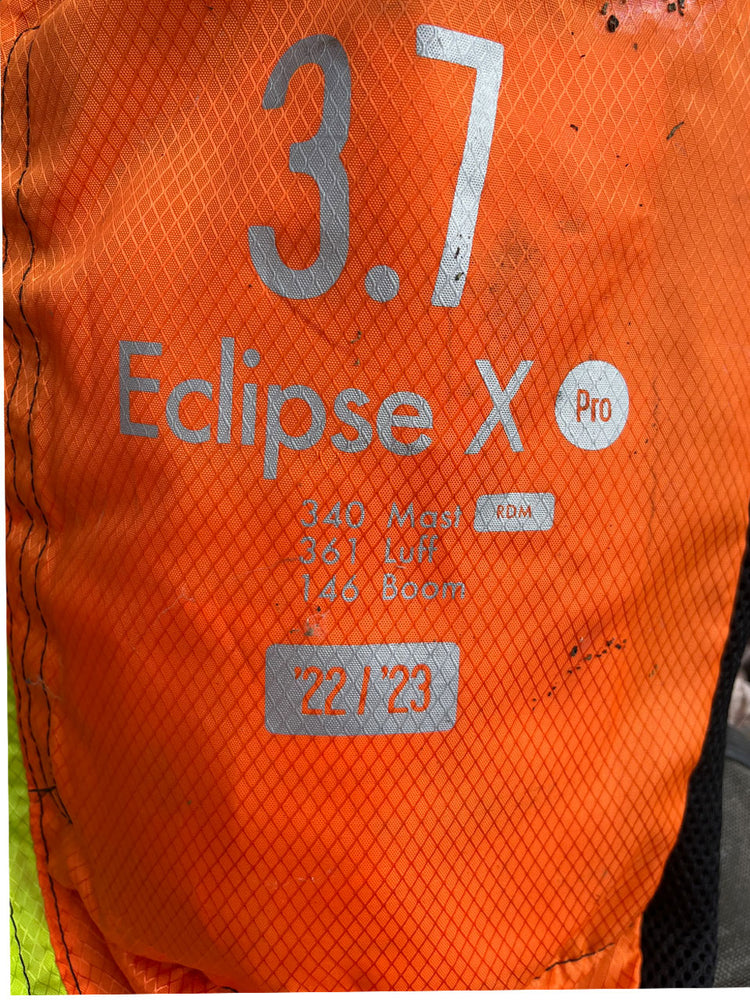 3.7
Eclipse X Pro
340 Mast RDM
361 Luff
146 Boom
'22/'23